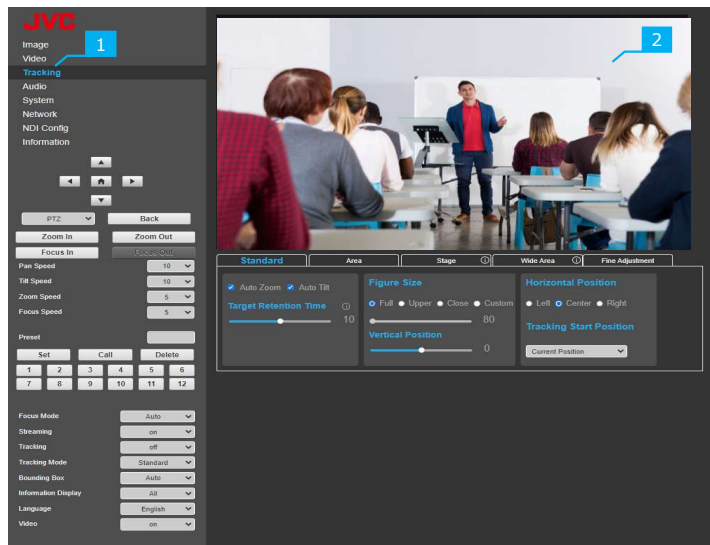 JVC
Image
1
Video
Tracking
Audio
System
Network
NDI Config
Information
PTZ Back
Zoom In Zoom Out
Focus In Focus Out
Pan Speed 10
Tilt Speed 10
Zoom Speed 5
Focus Speed 5
Preset
Set Call Delete
1 2 3 4 5 6
7 8 9 10 11 12
Focus Mode Auto
Streaming on
Tracking off
Tracking Mode Standard
Bounding Box Auto
Information Display All
Language English
Video on
2
Standard Area Stage Wide Area Fine Adjustment
Auto Zoom Auto Tilt
Target Retention Time
10
Figure Size
Full Upper Close Custom
80
Vertical Position
0
Horizontal Position
Left Center Right
Tracking Start Position
Current Position